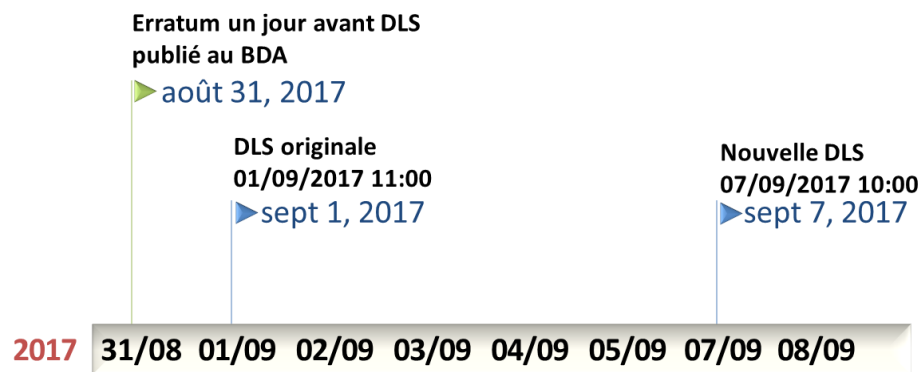 Erratum un jour avant DLS
publié au BDA
août 31, 2017
DLS originale
01/09/2017 11:00
sept 1, 2017
Nouvelle DLS
07/09/2017 10:00
sept 7, 2017
2017 31/08 01/09 02/09 03/09 04/09 05/09 07/09 08/09